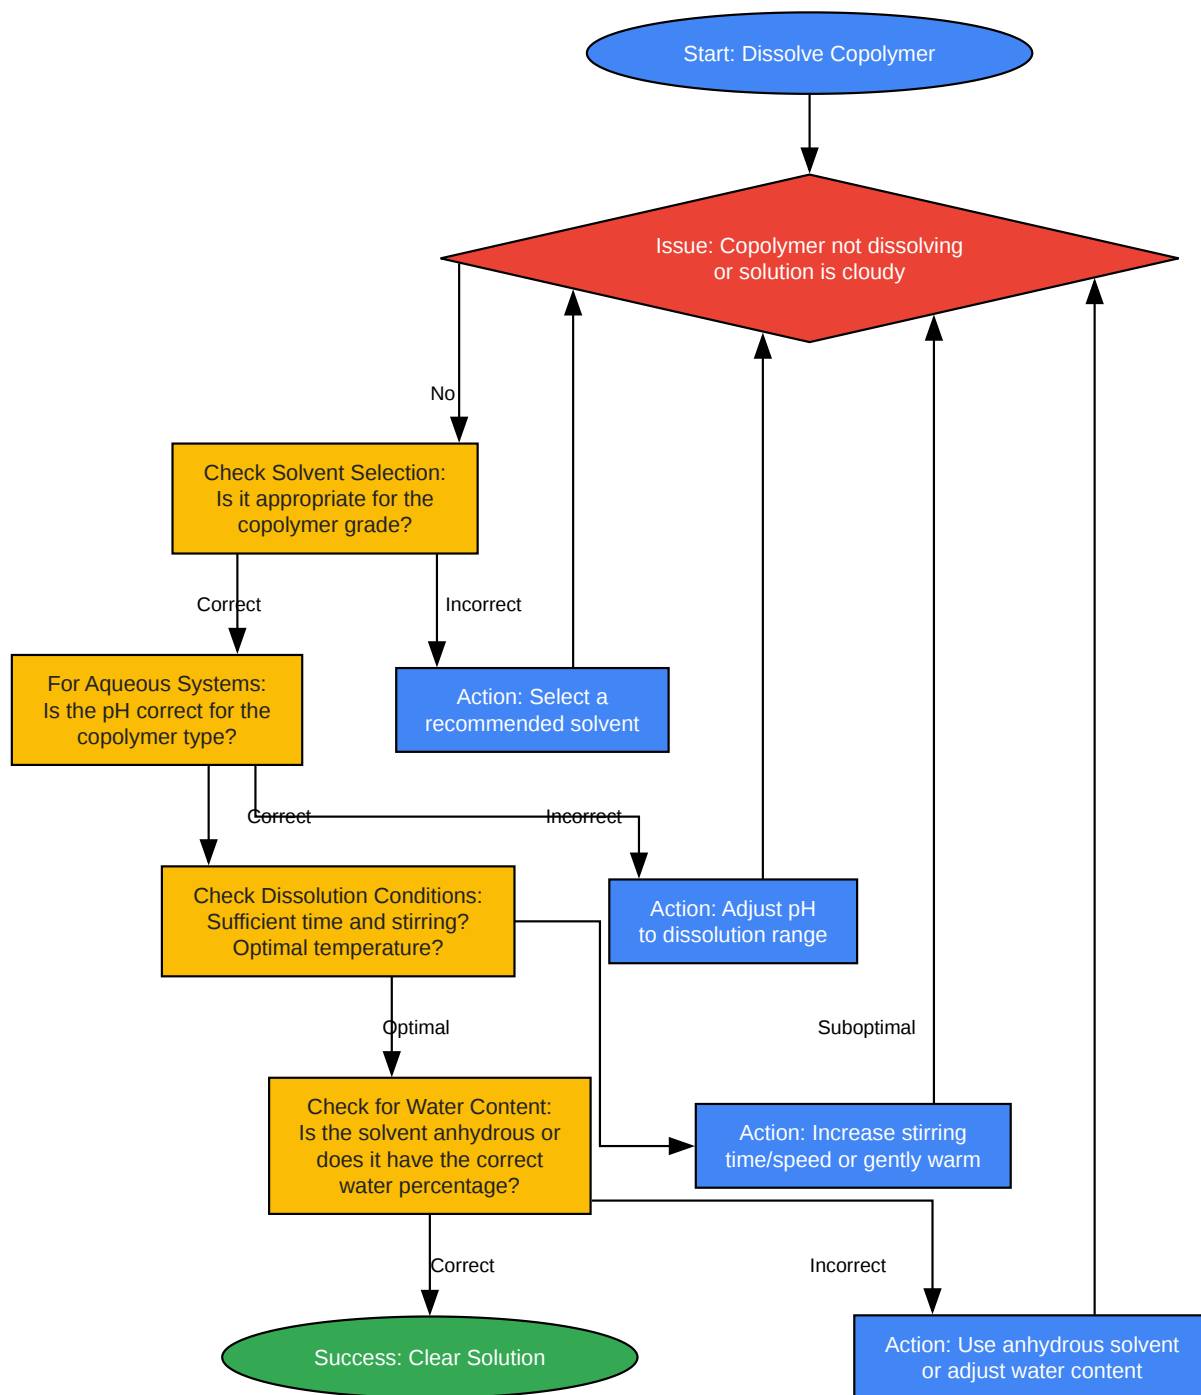 Start: Dissolve Copolymer
Issue: Copolymer not dissolving
or solution is cloudy
No
Check Solvent Selection:
Is it appropriate for the
copolymer grade?
Correct
Incorrect
For Aqueous Systems:
Is the pH correct for the
copolymer type?
Action: Select a
recommended solvent
Correct
Incorrect
Check Dissolution Conditions:
Sufficient time and stirring?
Optimal temperature?
Action: Adjust pH
to dissolution range
Optimal
Suboptimal
Check for Water Content:
Is the solvent anhydrous or
does it have the correct
water percentage?
Action: Increase stirring
time/speed or gently warm
Correct
Incorrect
Success: Clear Solution
Action: Use anhydrous solvent
or adjust water content